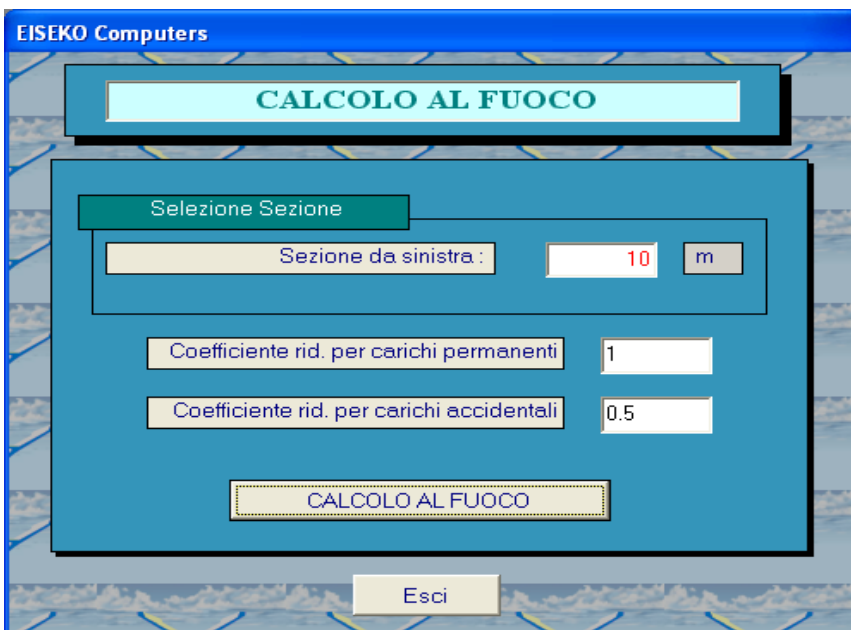 EISEKO Computers
CALCOLO AL FUOCO
Selezione Sezione
Sezione da sinistra : 10 m
Coefficiente rid. per carichi permanenti 1
Coefficiente rid. per carichi accidentali 0.5
CALCOLO AL FUOCO
Esci